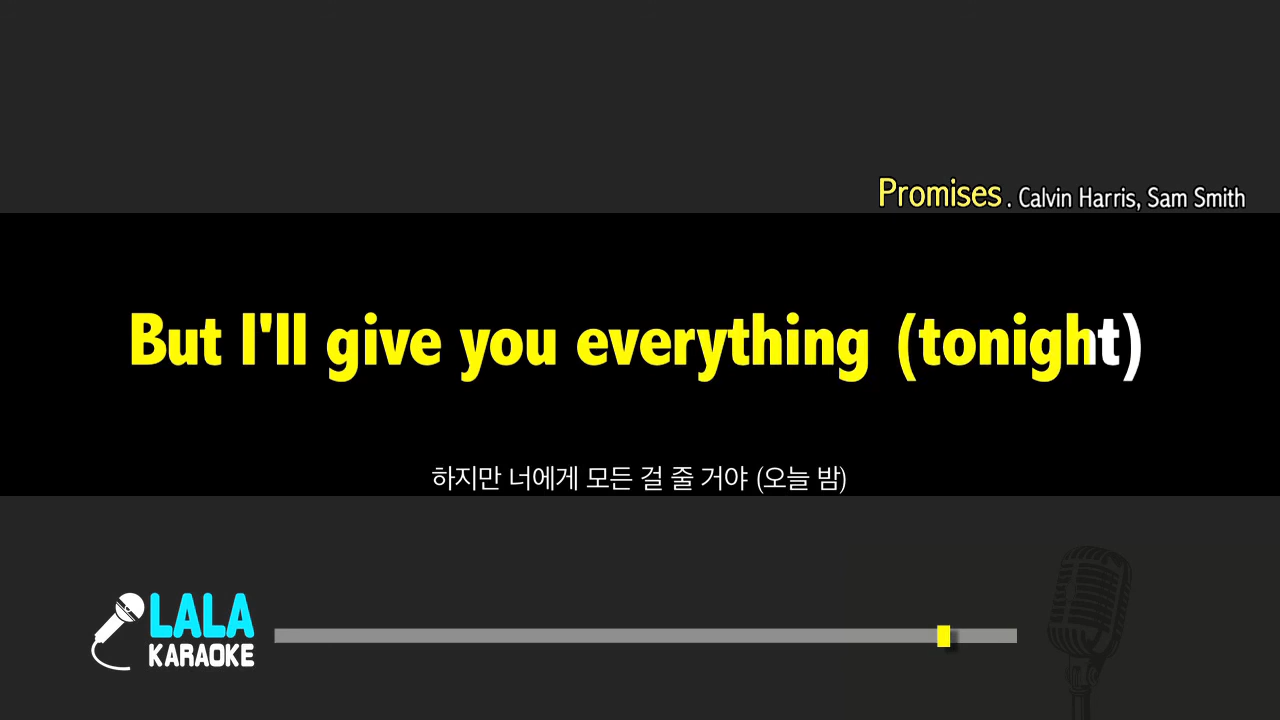 Promises . Calvin Harris, Sam Smith
But I'll give you everything (tonight)
하지만 너에게 모든 걸 줄 거야 (오늘 밤)
LALA
KARAOKE